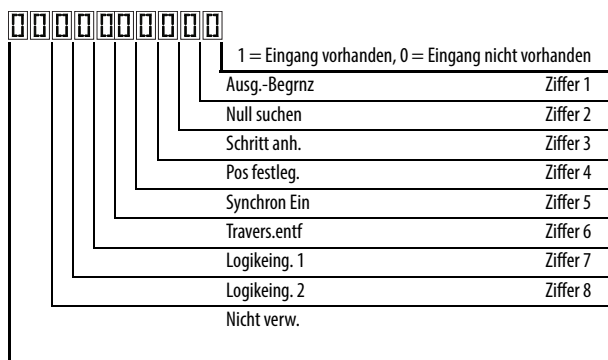 0000000000
1 = Eingang vorhanden, 0 = Eingang nicht vorhanden
Ausg.-Begrnz Ziffer 1
Null suchen Ziffer 2
Schritt anh. Ziffer 3
Pos festleg. Ziffer 4
Synchron Ein Ziffer 5
Travers.entf Ziffer 6
Logikeing. 1 Ziffer 7
Logikeing. 2 Ziffer 8
Nicht verw.